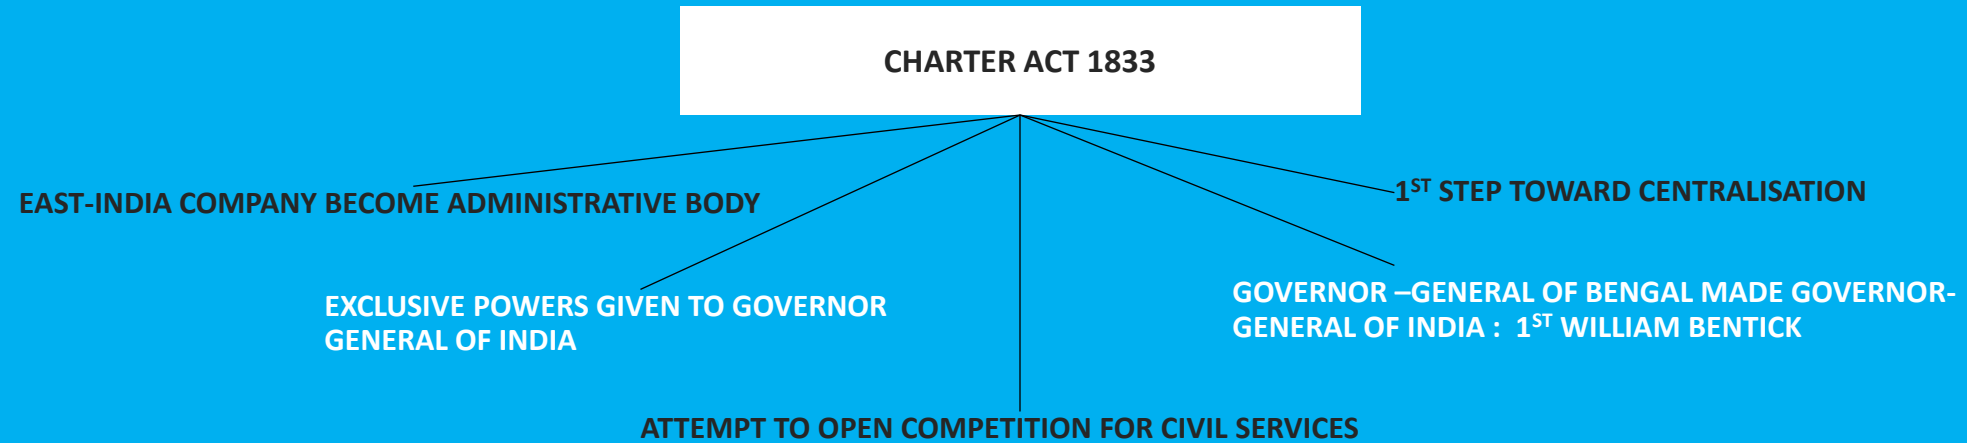 CHARTER ACT 1833
EAST-INDIA COMPANY BECOME ADMINISTRATIVE BODY
1ST STEP TOWARD CENTRALISATION
EXCLUSIVE POWERS GIVEN TO GOVERNOR
GENERAL OF INDIA
GOVERNOR –GENERAL OF BENGAL MADE GOVERNOR-
GENERAL OF INDIA : 1ST WILLIAM BENTICK
ATTEMPT TO OPEN COMPETITION FOR CIVIL SERVICES